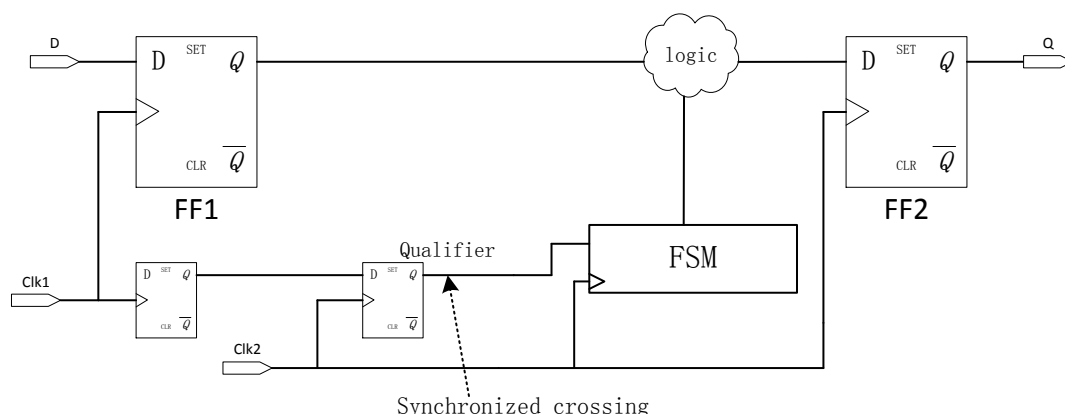 D
D SET Q
CLR Q
FF1
logic
D SET Q
CLR Q
FF2
Q
Clk1
D SET Q
CLR Q
Qualifier
D SET Q
CLR Q
FSM
Clk2
Synchronized crossing